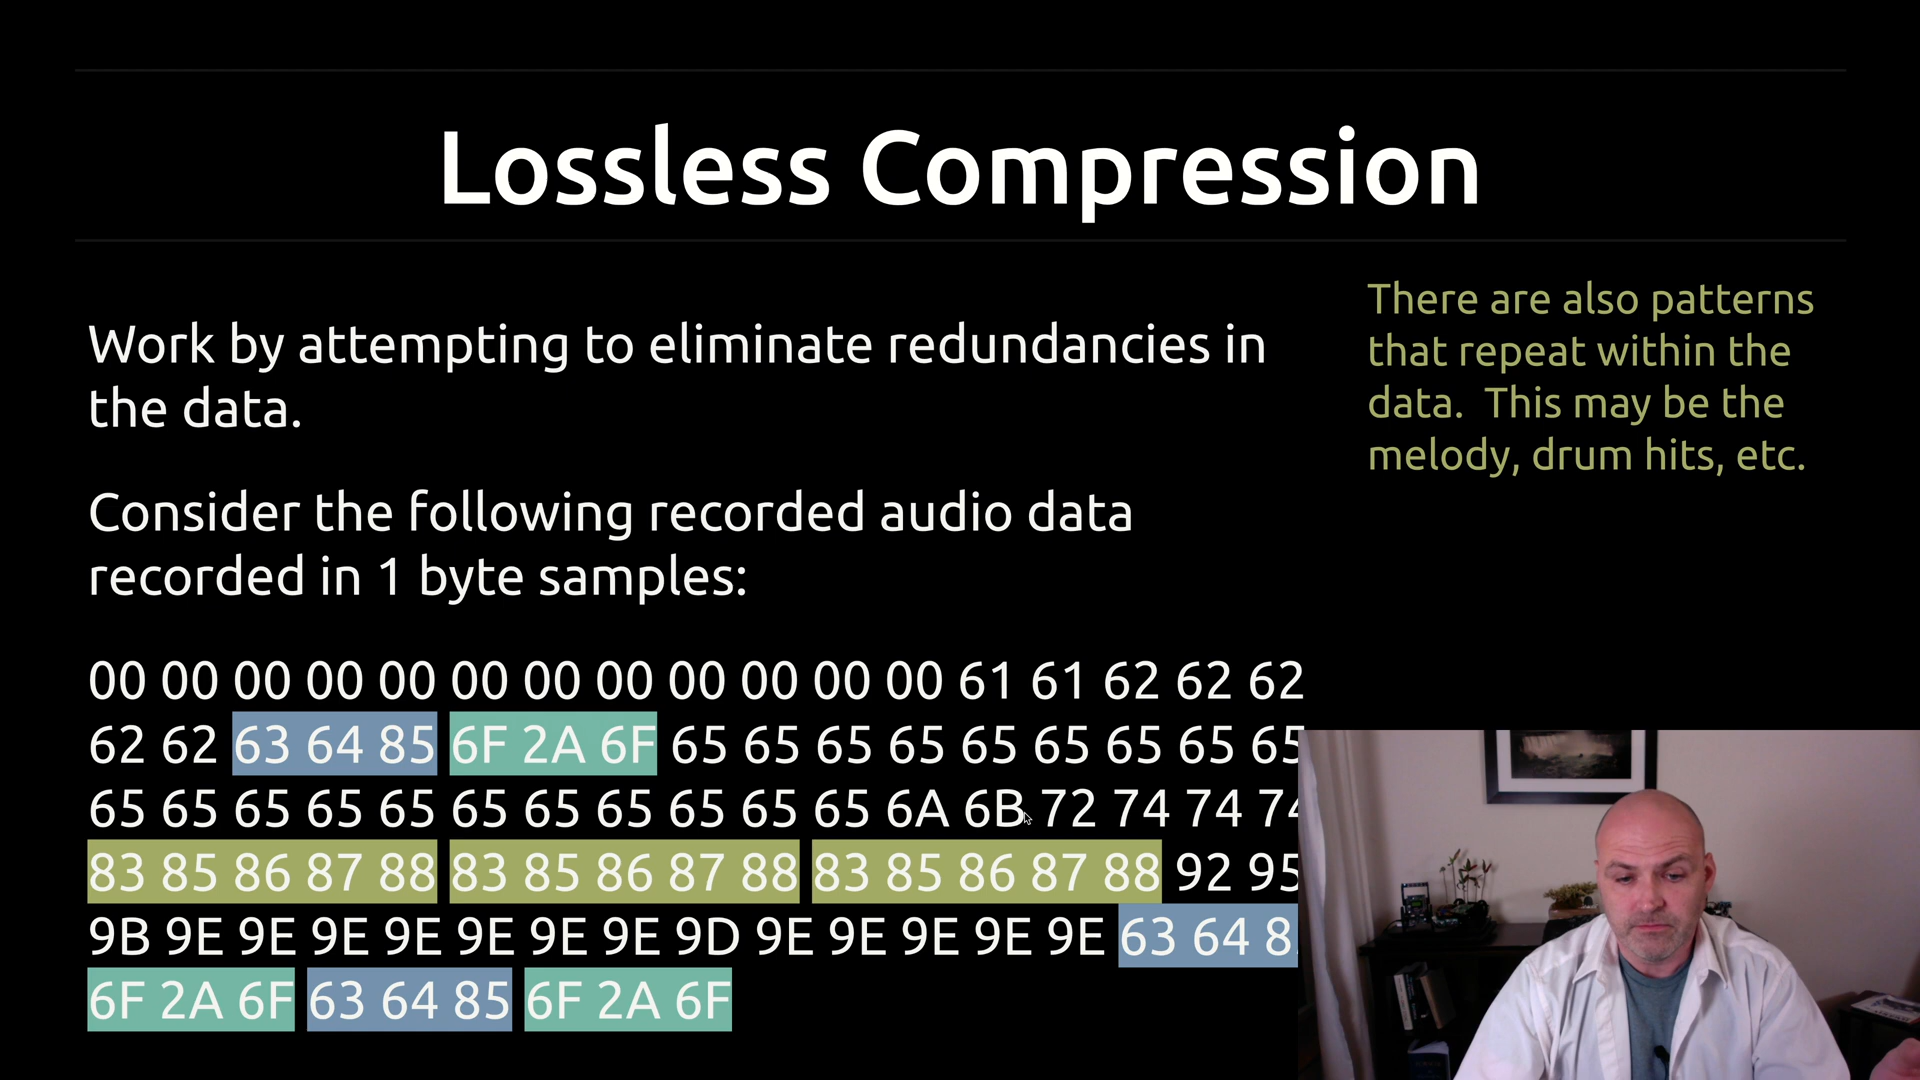 Lossless Compression
Work by attempting to eliminate redundancies in
the data.
Consider the following recorded audio data
recorded in 1 byte samples:
00 00 00 00 00 00 00 00 00 00 00 00 61 61 62 62 62
62 62 63 64 85 6F 2A 6F 65 65 65 65 65 65 65 65 65
65 65 65 65 65 65 65 65 65 65 65 6A 6B 72 74 74 74
83 85 86 87 88 83 85 86 87 88 83 85 86 87 88 92 95
9B 9E 9E 9E 9E 9E 9E 9E 9D 9E 9E 9E 9E 9E 63 64
6F 2A 6F 63 64 85 6F 2A 6F
There are also patterns
that repeat within the
data. This may be the
melody, drum hits, etc.